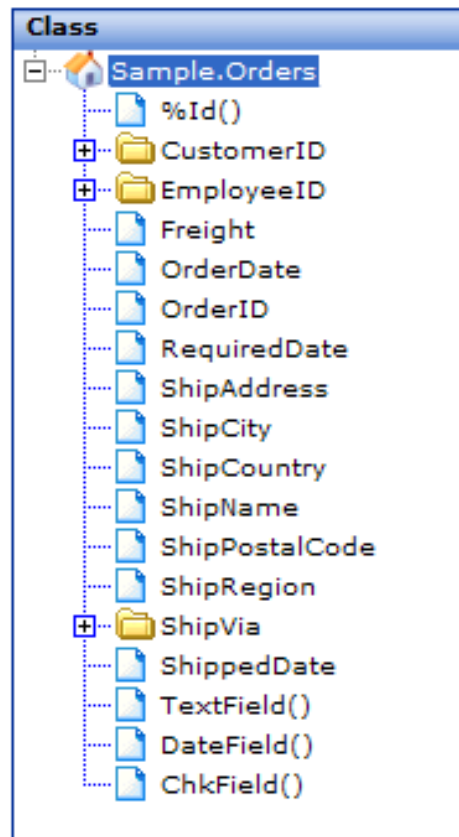 Class
Sample.Orders
%Id()
CustomerID
EmployeeID
Freight
OrderDate
OrderID
RequiredDate
ShipAddress
ShipCity
ShipCountry
ShipName
ShipPostalCode
ShipRegion
ShipVia
ShippedDate
TextField()
DateField()
ChkField()